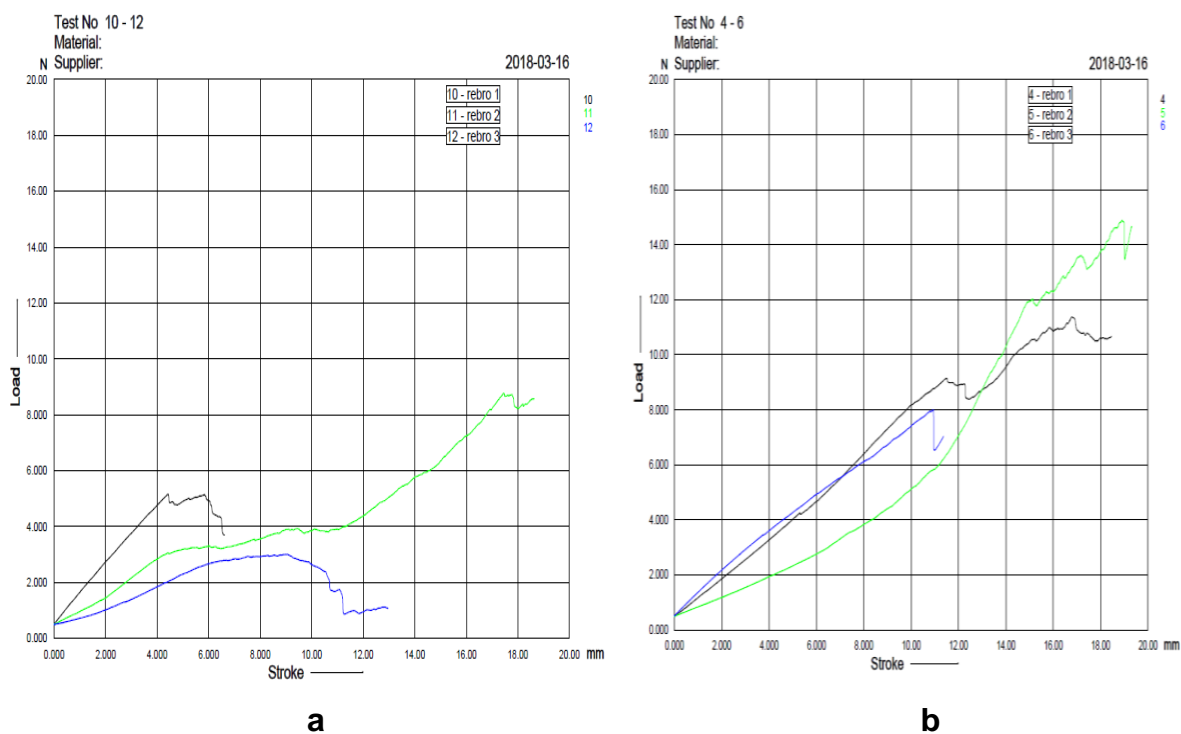 Test No 10 - 12
Material:
N Supplier: 2018-03-16
20.00
10 - rebro 1
11 - rebro 2
12 - rebro 3
10
11
12
18.00
16.00
14.00
12.00
10.00
8.000
6.000
4.000
2.000
0.000
Load
0.000 2.000 4.000 6.000 8.000 10.00 12.00 14.00 16.00 18.00 20.00 mm
Stroke
a
Test No 4 - 6
Material:
N Supplier: 2018-03-16
20.00
4 - rebro 1
5 - rebro 2
6 - rebro 3
4
5
6
18.00
16.00
14.00
12.00
10.00
8.000
6.000
4.000
2.000
0.000
Load
0.000 2.000 4.000 6.000 8.000 10.00 12.00 14.00 16.00 18.00 20.00 mm
Stroke
b